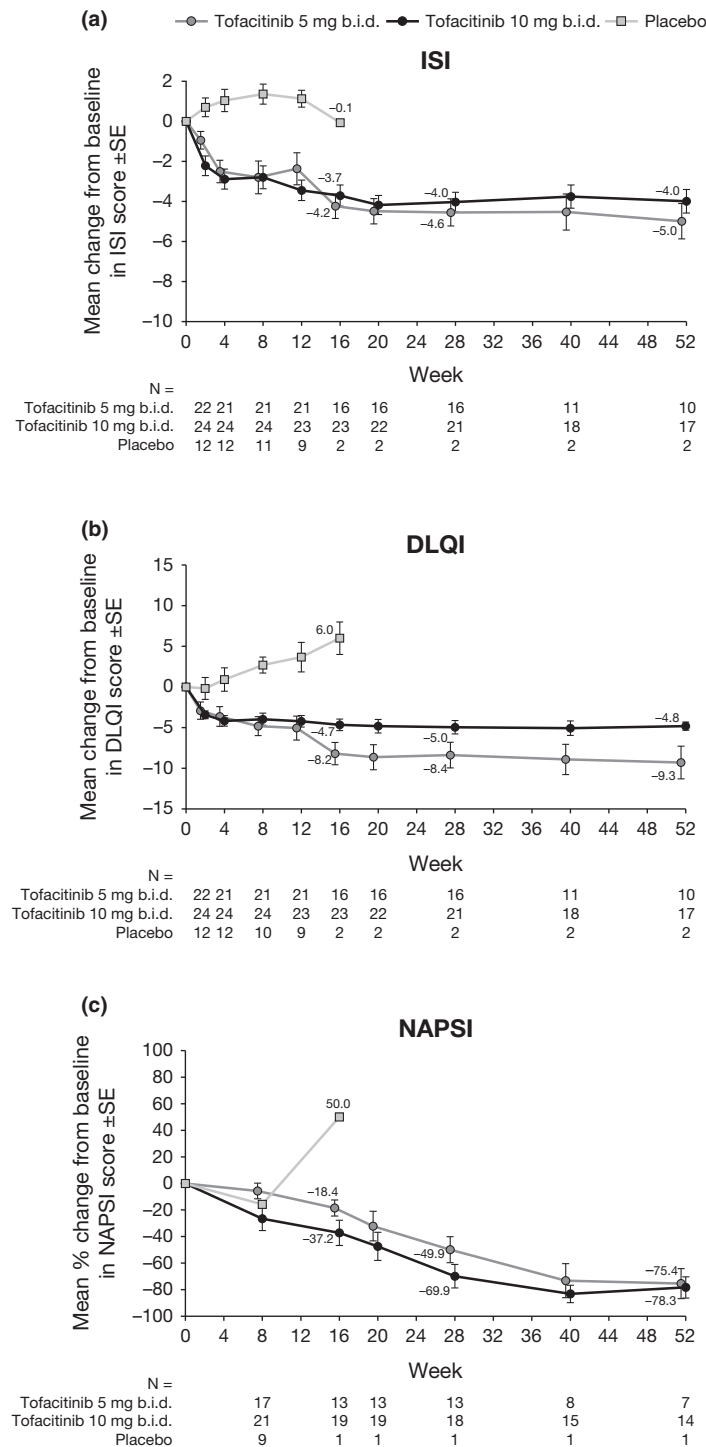 (a)
Tofacitinib 5 mg b.i.d. Tofacitinib 10 mg b.i.d. Placebo
ISI
Mean change from baseline
in ISI score ±SE
2
0
−2
−4
−6
−8
−10
−0.1
−3.7
−4.2
−4.0
−4.6
−4.0
−5.0
0 4 8 12 16 20 24 28 32 36 40 44 48 52
Week
N =
Tofacitinib 5 mg b.i.d. 22 21 21 21 16 16 16 11 10
Tofacitinib 10 mg b.i.d. 24 24 24 23 23 22 21 18 17
Placebo 12 12 11 9 2 2 2 2 2
(b)
DLQI
Mean change from baseline
in DLQI score ±SE
15
10
5
0
−5
−10
−15
6.0
−4.7
−8.2
−5.0
−8.4
−4.8
−9.3
0 4 8 12 16 20 24 28 32 36 40 44 48 52
Week
N =
Tofacitinib 5 mg b.i.d. 22 21 21 21 16 16 16 11 10
Tofacitinib 10 mg b.i.d. 24 24 24 23 23 22 21 18 17
Placebo 12 12 10 9 2 2 2 2 2
(c)
NAPSI
Mean % change from baseline
in NAPSI score ±SE
100
80
60
40
20
0
−20
−40
−60
−80
−100
50.0
−18.4
−37.2
−49.9
−69.9
−75.4
−78.3
0 4 8 12 16 20 24 28 32 36 40 44 48 52
Week
N =
Tofacitinib 5 mg b.i.d. 17 13 13 13 8 7
Tofacitinib 10 mg b.i.d. 21 19 19 18 15 14
Placebo 9 1 1 1 1 1